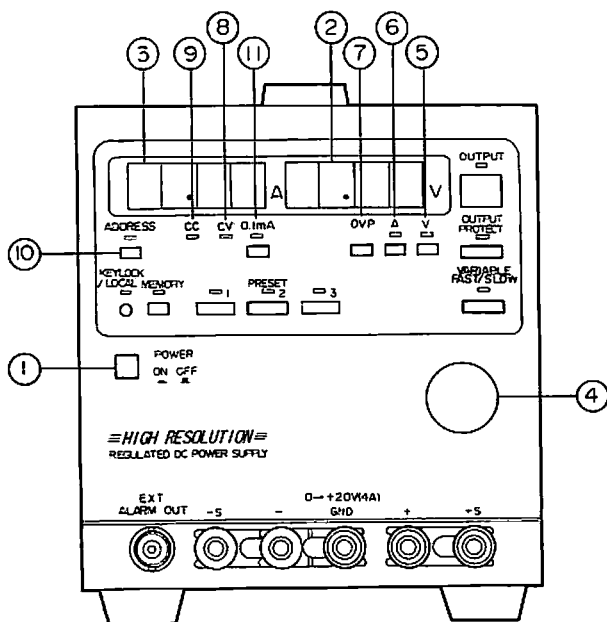 8 11 2 6
3 9 7 5
OUTPUT
A V
ADDRESS CC CV 0.1mA OVP A V OUTPUT PROTECT
10
KEYLOCK / LOCAL MEMORY PRESET VARIABLE FAST/SLOW
1 2 3
1 POWER
ON OFF
4
HIGH RESOLUTION
REGULATED DC POWER SUPPLY
EXT
ALARM OUT -S - 0→+20V(4A)
GND + +S